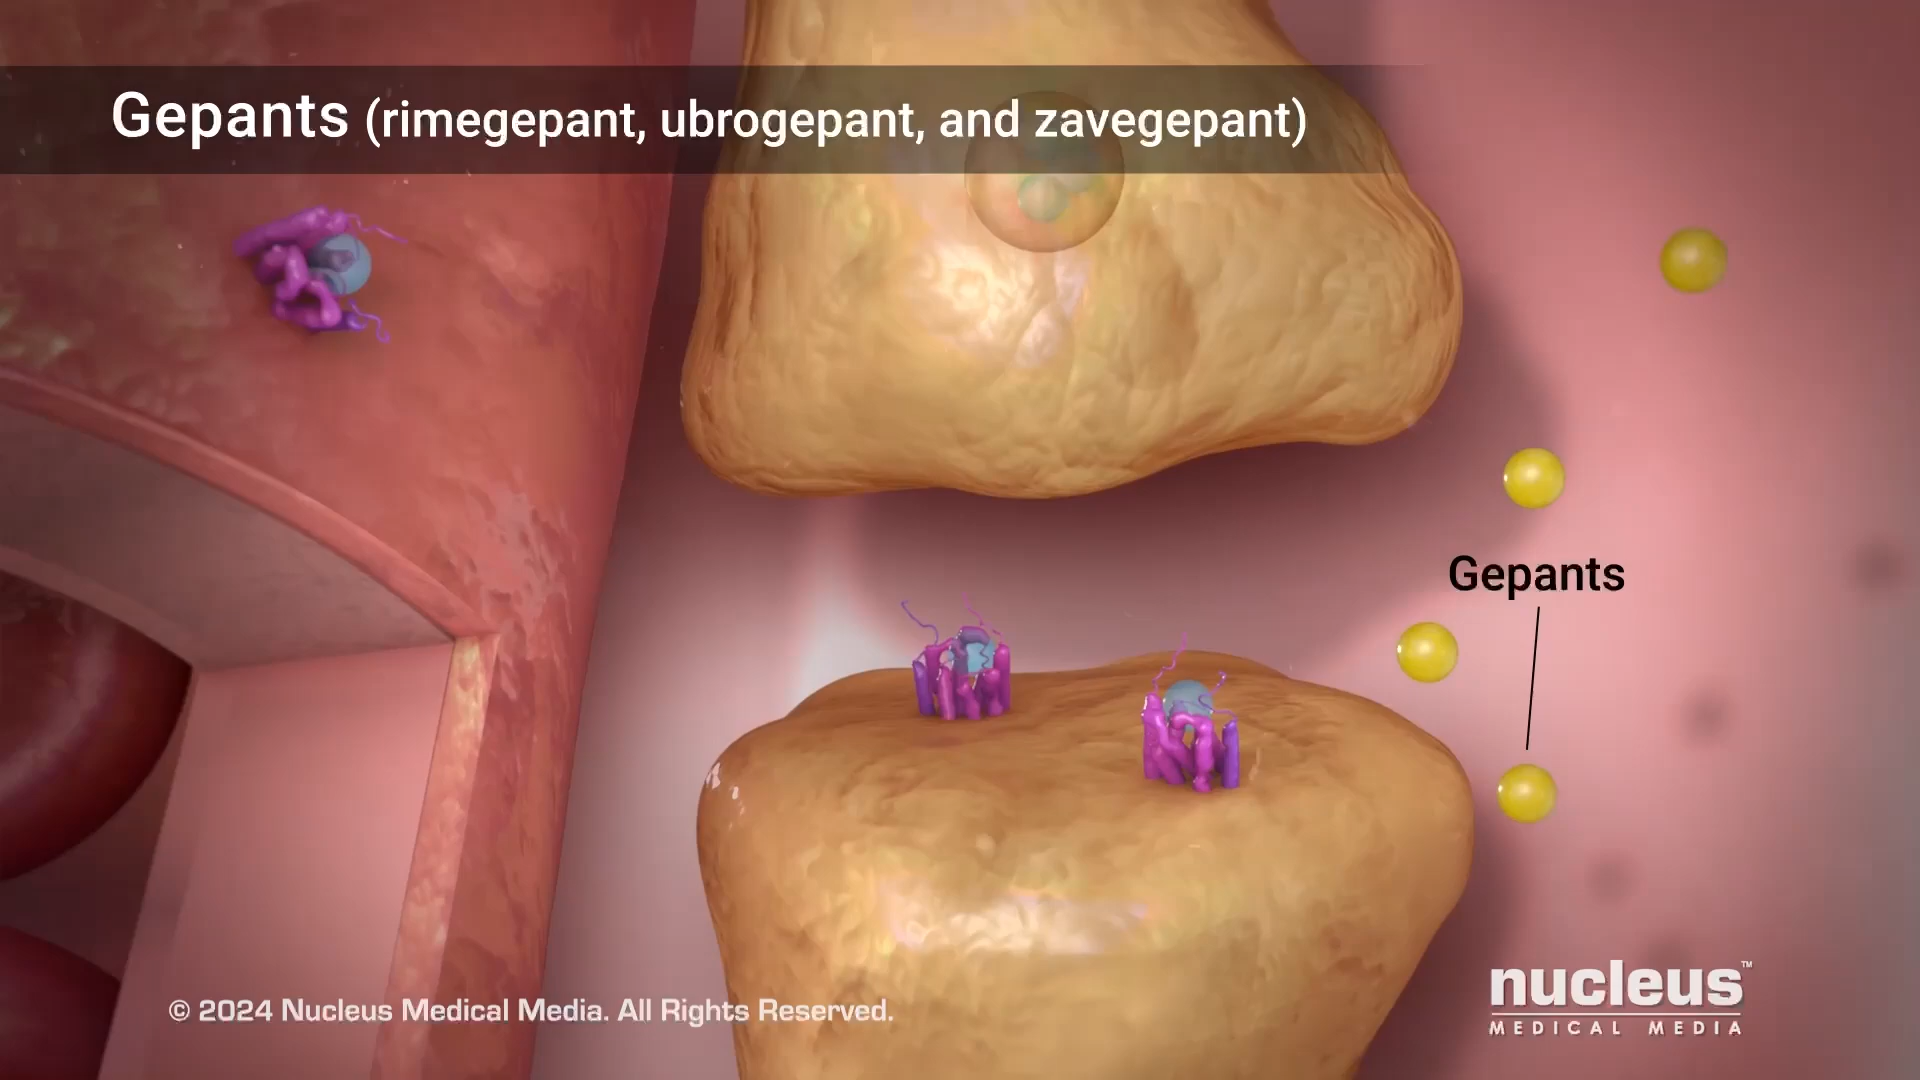 Gepants (rimegepant, ubrogepant, and zavegepant)
Gepants
© 2024 Nucleus Medical Media. All Rights Reserved.
nucleus™
MEDICAL MEDIA